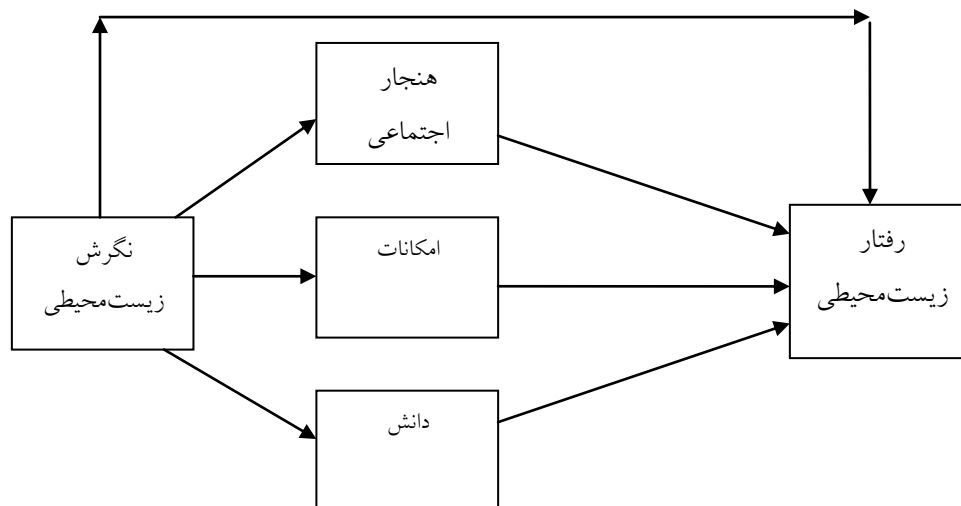 هنجار
اجتماعی
نگرش
زیست‌محیطی
امکانات
رفتار
زیست‌محیطی
دانش